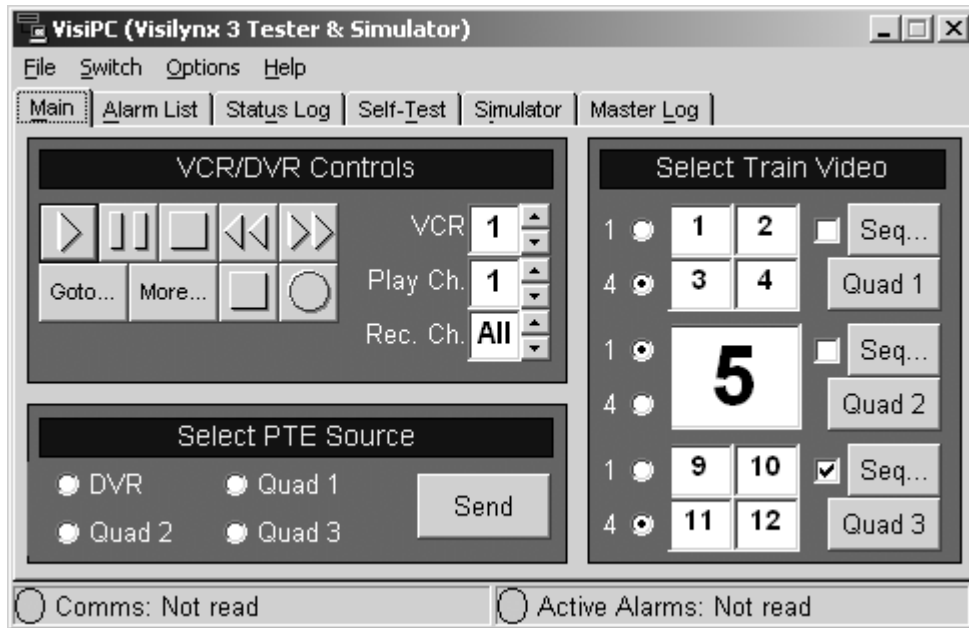 VisiPC (Visilynx 3 Tester & Simulator)
File Switch Options Help
Main Alarm List Status Log Self-Test Simulator Master Log
VCR/DVR Controls
VCR 1
Goto... More... Play Ch. 1
Rec. Ch. All
Select PTE Source
DVR Quad 1
Quad 2 Quad 3
Send
Select Train Video
1 1 2 Seq...
4 3 4 Quad 1
1 5 Seq...
4 Quad 2
1 9 10 Seq...
4 11 12 Quad 3
Comms: Not read Active Alarms: Not read